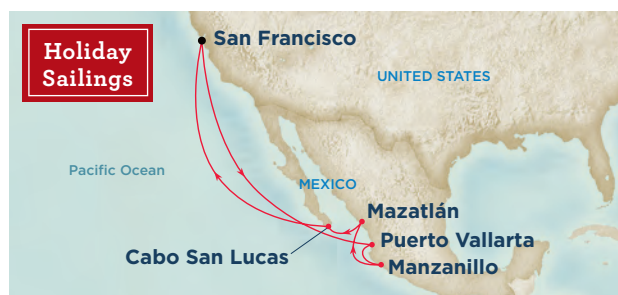 Holiday
Sailings
San Francisco
UNITED STATES
Pacific Ocean
MEXICO
Mazatlán
Puerto Vallarta
Cabo San Lucas
Manzanillo